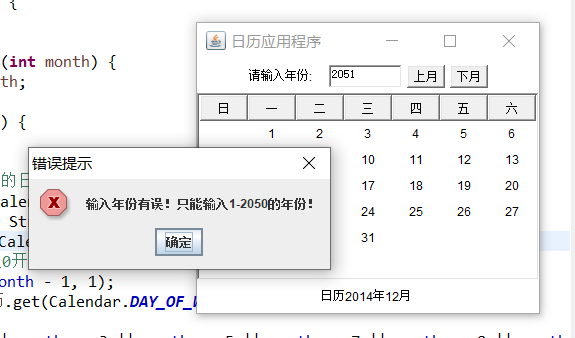 {
(int month) {
th;
) {
日历应用程序
请输入年份: 2051 上月 下月
日 一 二 三 四 五 六
1 2 3 4 5 6
10 11 12 13
17 18 19 20
24 25 26 27
31
日历2014年12月
错误提示
输入年份有误！只能输入1-2050的年份！
确定
的日
alen
St
Cale
0开
onth - 1, 1);
.get(Calendar.DAY_OF_W